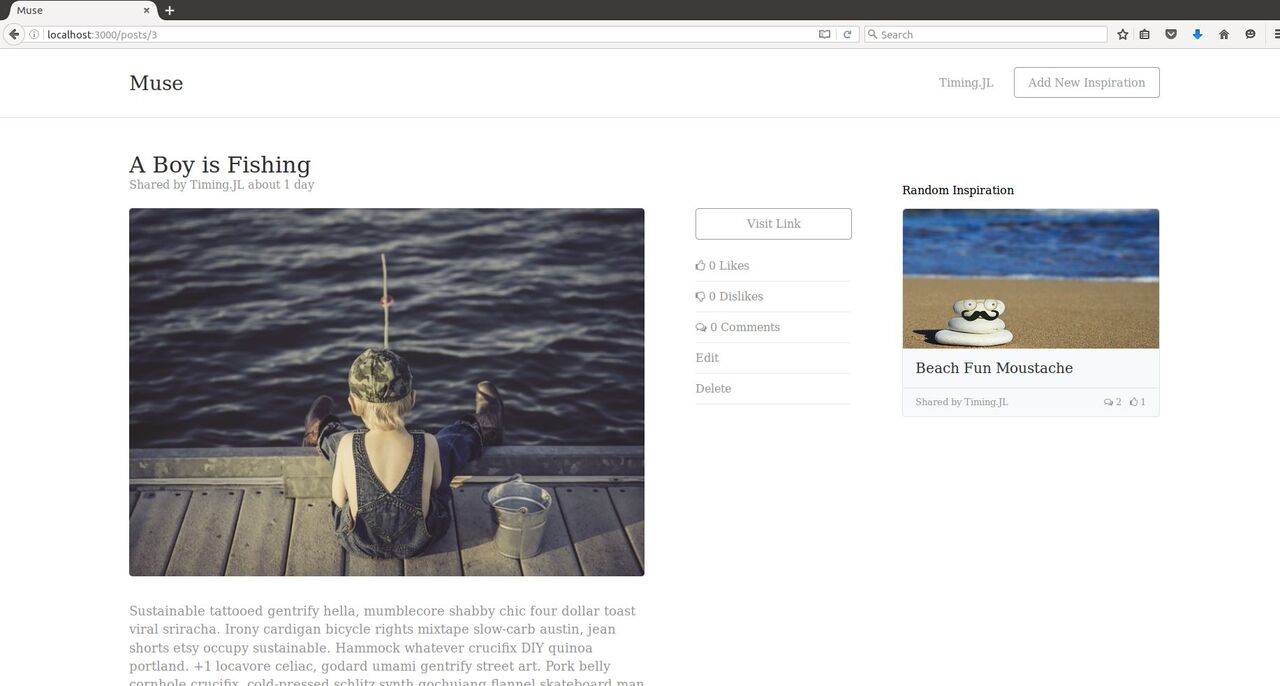 Muse
localhost:3000/posts/3
Search
Muse
Timing.JL
Add New Inspiration
A Boy is Fishing
Shared by Timing.JL about 1 day
Visit Link
0 Likes
0 Dislikes
0 Comments
Edit
Delete
Random Inspiration
Beach Fun Moustache
Shared by Timing.JL
2
1
Sustainable tattooed gentrify hella, mumblecore shabby chic four dollar toast
viral sriracha. Irony cardigan bicycle rights mixtape slow-carb austin, jean
shorts etsy occupy sustainable. Hammock whatever crucifix DIY quinoa
portland. +1 locavore celiac, godard umami gentrify street art. Pork belly
cornhole crucifix, cold-pressed schlitz synth gochujang flannel skateboard man